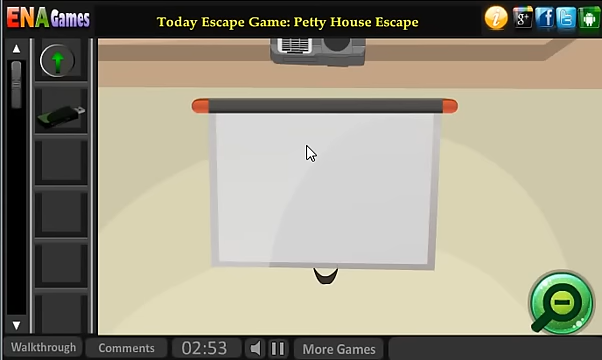 ENA Games
Today Escape Game: Petty House Escape
i g+ f t
Walkthrough Comments 02:53 More Games